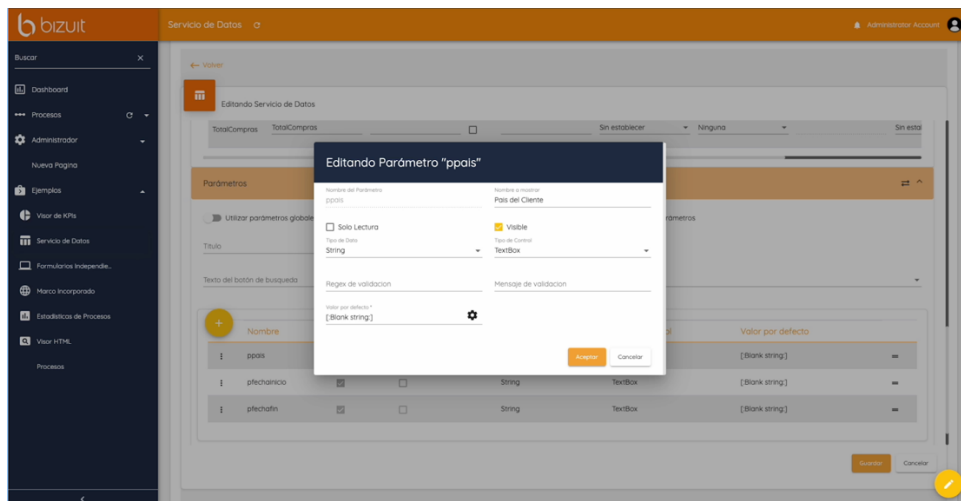 bizuit
Servicio de Datos
Administrator Account
Buscar
Dashboard
Procesos
Administrador
Nueva Pagina
Ejemplos
Visor de KPIs
Servicio de Datos
Formularios Independie..
Marco Incorporado
Estadísticas de Procesos
Visor HTML
Procesos
Volver
Editando Servicio de Datos
TotalCompras TotalCompras Sin establecer Ninguna Sin está
Parámetros
Utilizar parámetros globale
Título
Texto del botón de busqueda
Editando Parámetro "ppais"
Nombre del Parámetro
ppais
Nombre a mostrar
Pais del Cliente
Solo Lectura
Visible
Tipo de Dato
String
Tipo de Control
TextBox
Regex de validacion
Mensaje de validacion
Valor por defecto *
[:Blank string:]
Aceptar Cancelar
Nombre Valor por defecto
ppais [:Blank string:]
pfechainicio String TextBox [:Blank string:]
pfechafin String TextBox [:Blank string:]
Guardar Cancelar